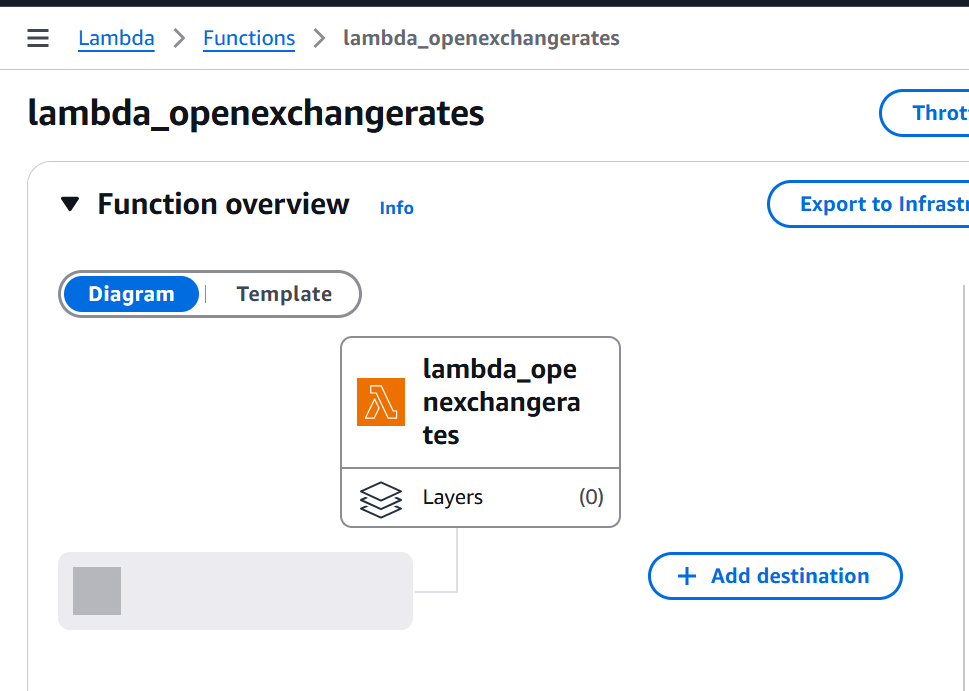 Lambda > Functions > lambda_openexchangerates
lambda_openexchangerates
Throt
Function overview Info
Export to Infrastr
Diagram | Template
lambda_ope
nexchangera
tes
Layers (0)
+ Add destination